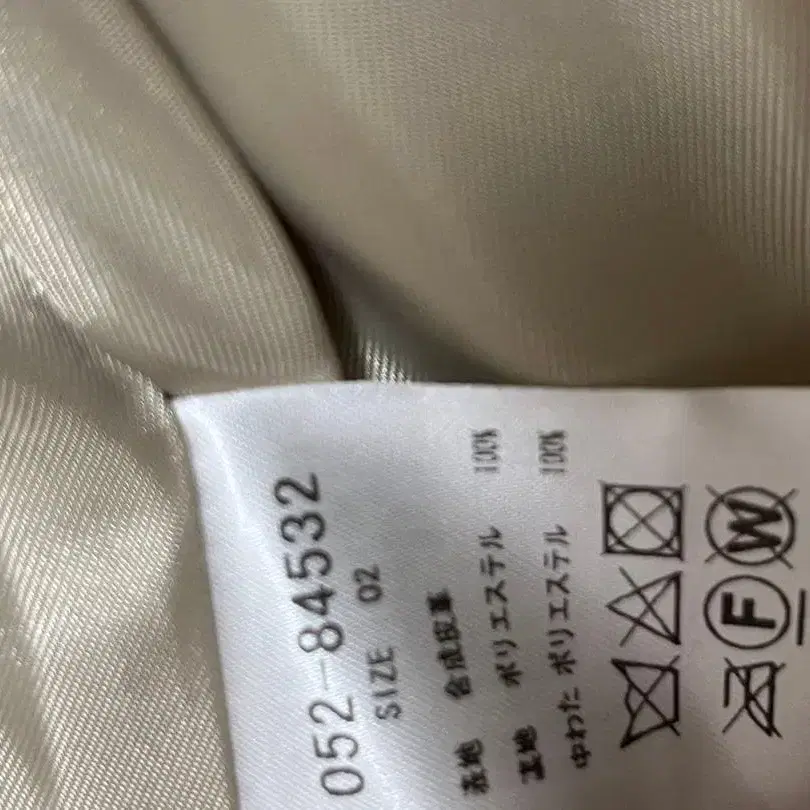 052-84532
SIZE 02
表地 合成皮革
裏地 ポリエステル 100%
中わた ポリエステル 100%
F
W